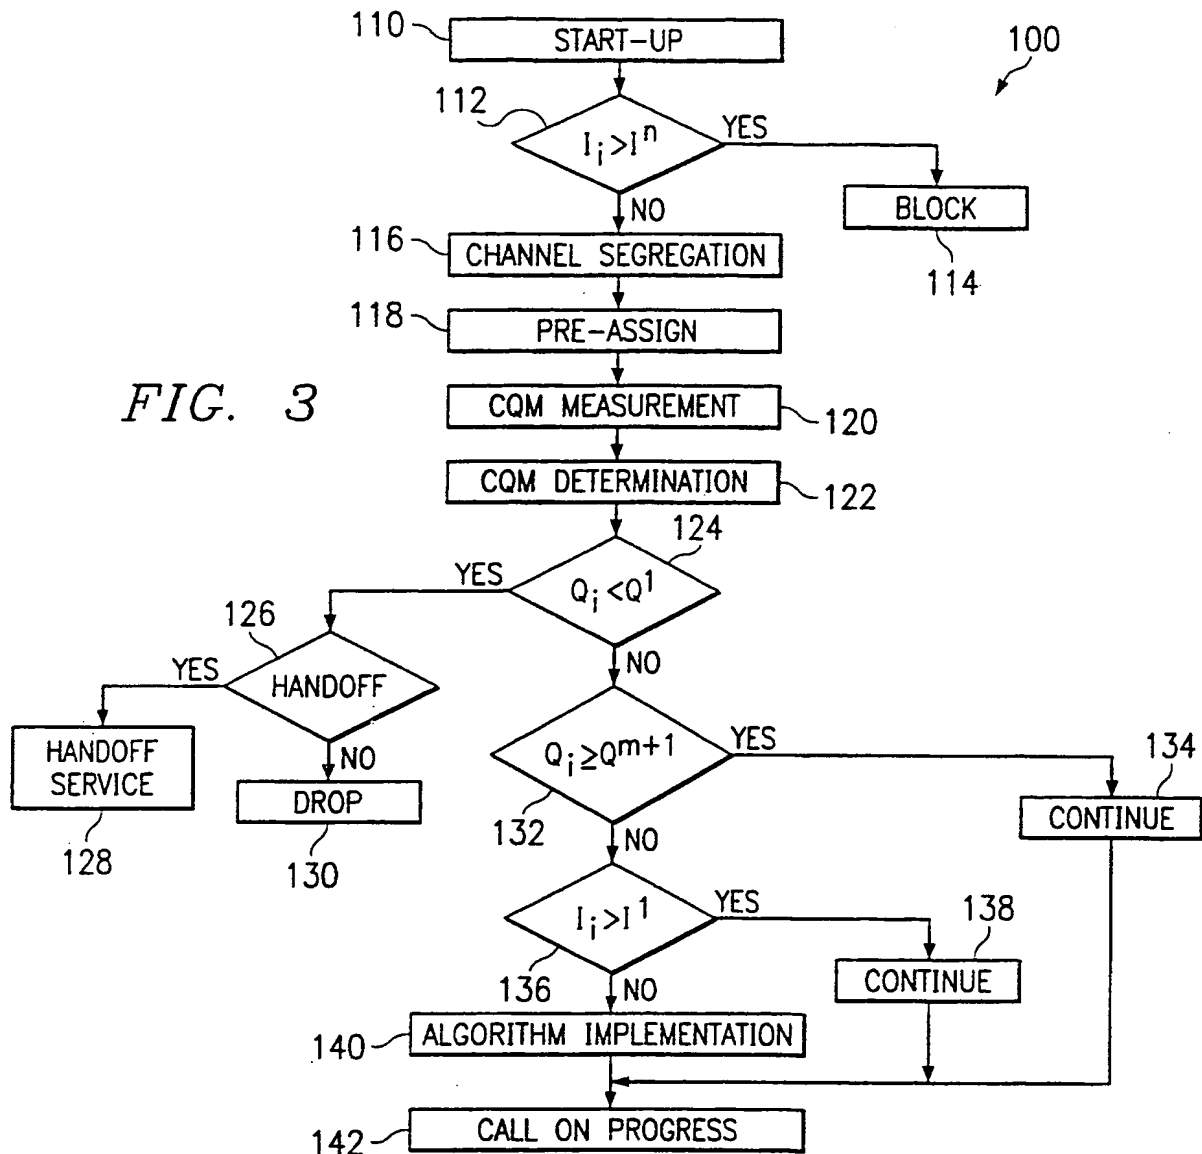 110
START-UP
100
112
I_i>I^n
YES
NO
BLOCK
114
116
CHANNEL SEGREGATION
118
PRE-ASSIGN
FIG. 3
CQM MEASUREMENT
120
CQM DETERMINATION
122
124
Q_i<Q^1
YES
NO
126
HANDOFF
YES
NO
HANDOFF
SERVICE
128
DROP
130
Q_i≥Q^{m+1}
YES
132
NO
134
CONTINUE
I_i>I^1
YES
136
NO
138
CONTINUE
140
ALGORITHM IMPLEMENTATION
142
CALL ON PROGRESS